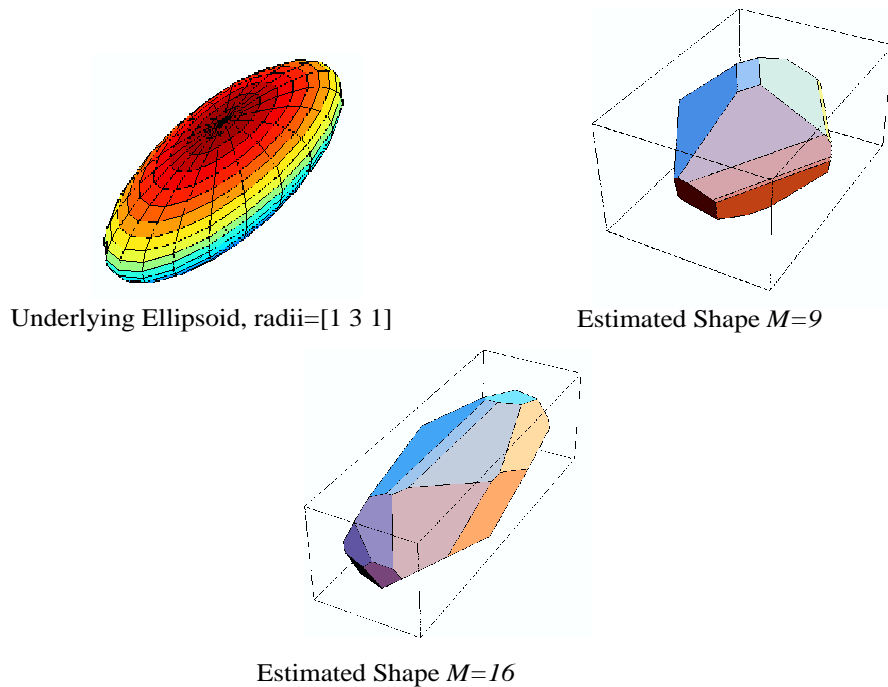 Underlying Ellipsoid, radii=[1 3 1]
Estimated Shape M=9
Estimated Shape M=16